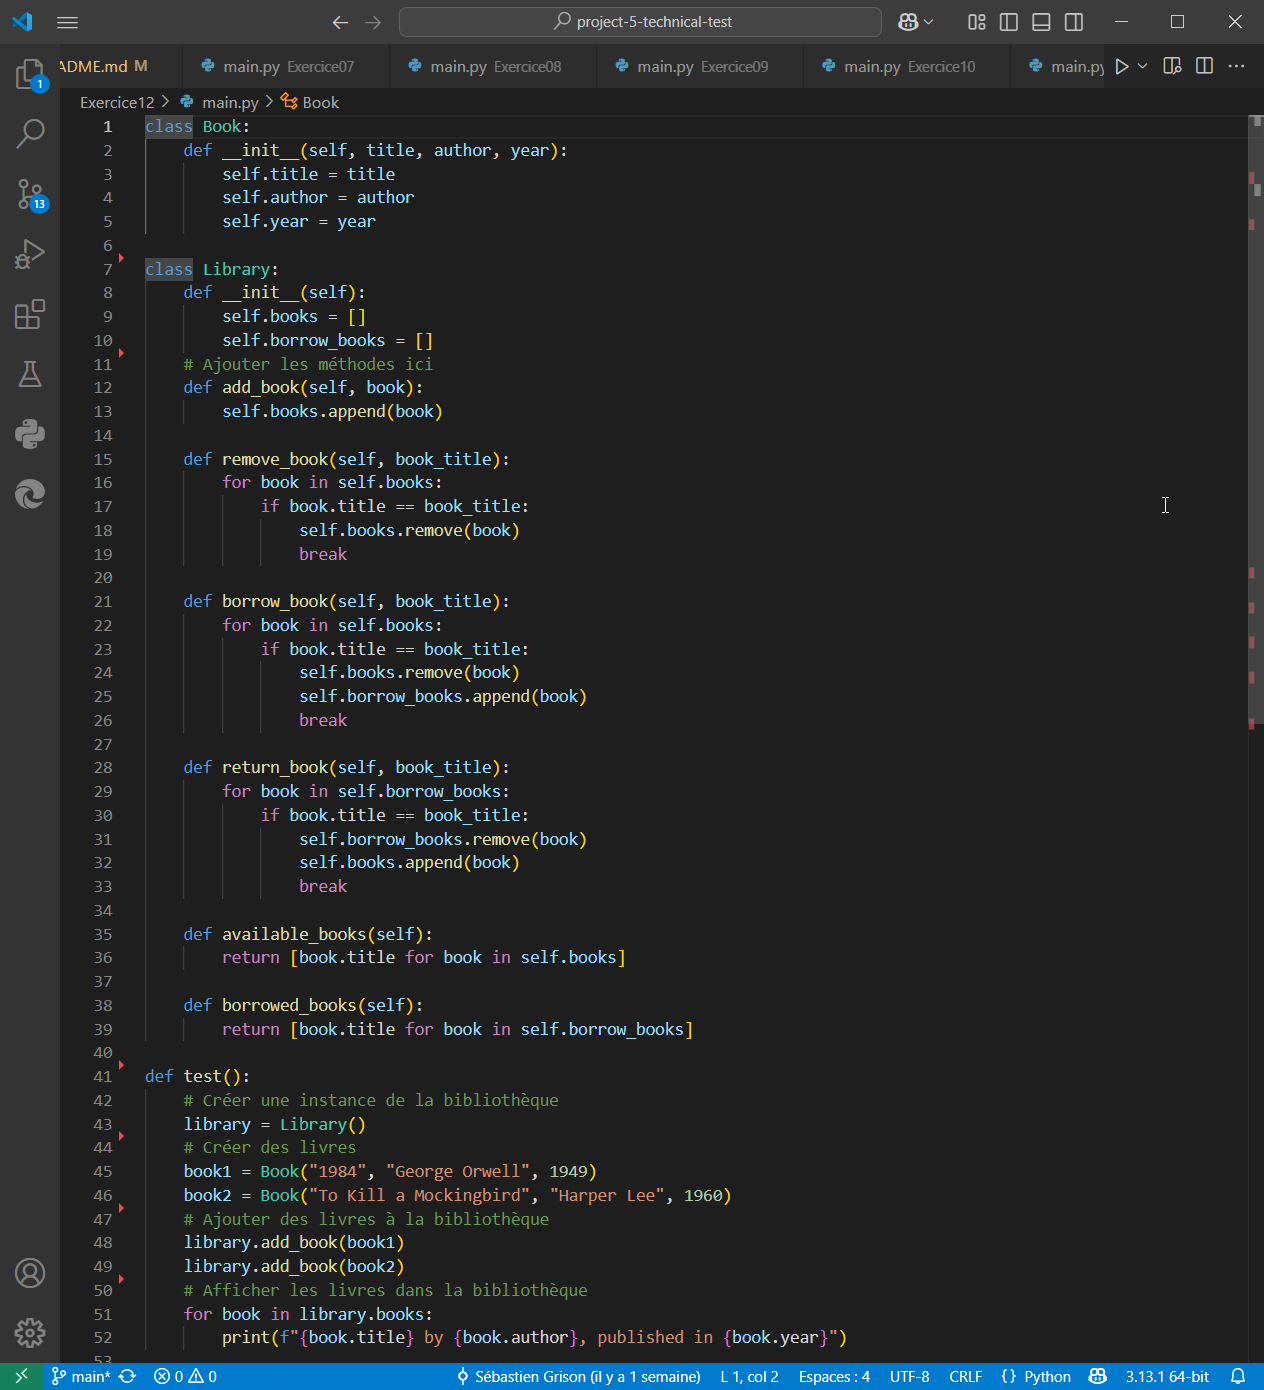 project-5-technical-test
ADME.md M
main.py Exercice07
main.py Exercice08
main.py Exercice09
main.py Exercice10
main.py
Exercice12 > main.py > Book
1 class Book:
2 def __init__(self, title, author, year):
3 self.title = title
4 self.author = author
5 self.year = year
6
7 class Library:
8 def __init__(self):
9 self.books = []
10 self.borrow_books = []
11 # Ajouter les méthodes ici
12 def add_book(self, book):
13 self.books.append(book)
14
15 def remove_book(self, book_title):
16 for book in self.books:
17 if book.title == book_title:
18 self.books.remove(book)
19 break
20
21 def borrow_book(self, book_title):
22 for book in self.books:
23 if book.title == book_title:
24 self.books.remove(book)
25 self.borrow_books.append(book)
26 break
27
28 def return_book(self, book_title):
29 for book in self.borrow_books:
30 if book.title == book_title:
31 self.borrow_books.remove(book)
32 self.books.append(book)
33 break
34
35 def available_books(self):
36 return [book.title for book in self.books]
37
38 def borrowed_books(self):
39 return [book.title for book in self.borrow_books]
40
41 def test():
42 # Créer une instance de la bibliothèque
43 library = Library()
44 # Créer des livres
45 book1 = Book("1984", "George Orwell", 1949)
46 book2 = Book("To Kill a Mockingbird", "Harper Lee", 1960)
47 # Ajouter des livres à la bibliothèque
48 library.add_book(book1)
49 library.add_book(book2)
50 # Afficher les livres dans la bibliothèque
51 for book in library.books:
52 print(f"{book.title} by {book.author}, published in {book.year}")
53
1
13
main* 0 0 Sébastien Grison (il y a 1 semaine) L 1, col 2 Espaces : 4 UTF-8 CRLF {} Python 3.13.1 64-bit